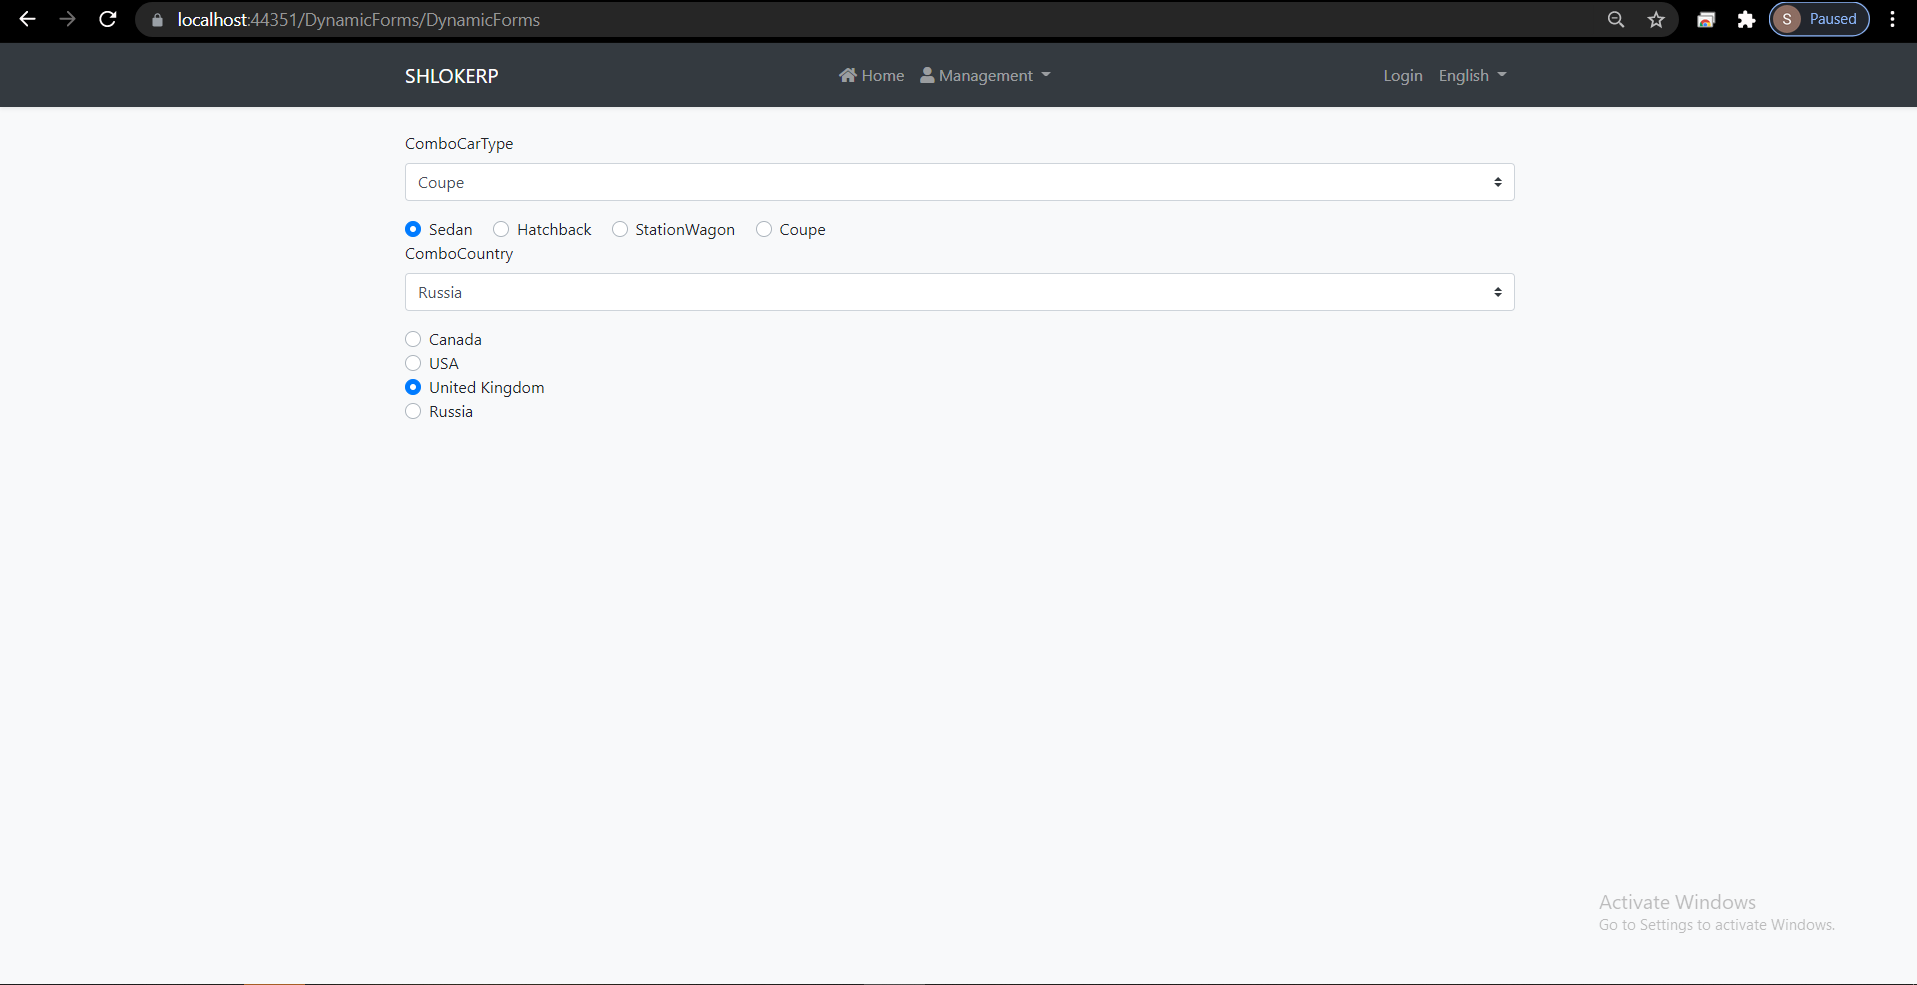 localhost:44351/DynamicForms/DynamicForms
S Paused
SHLOKERP Home Management Login English
ComboCarType
Coupe
Sedan Hatchback StationWagon Coupe
ComboCountry
Russia
Canada
USA
United Kingdom
Russia
Activate Windows
Go to Settings to activate Windows.